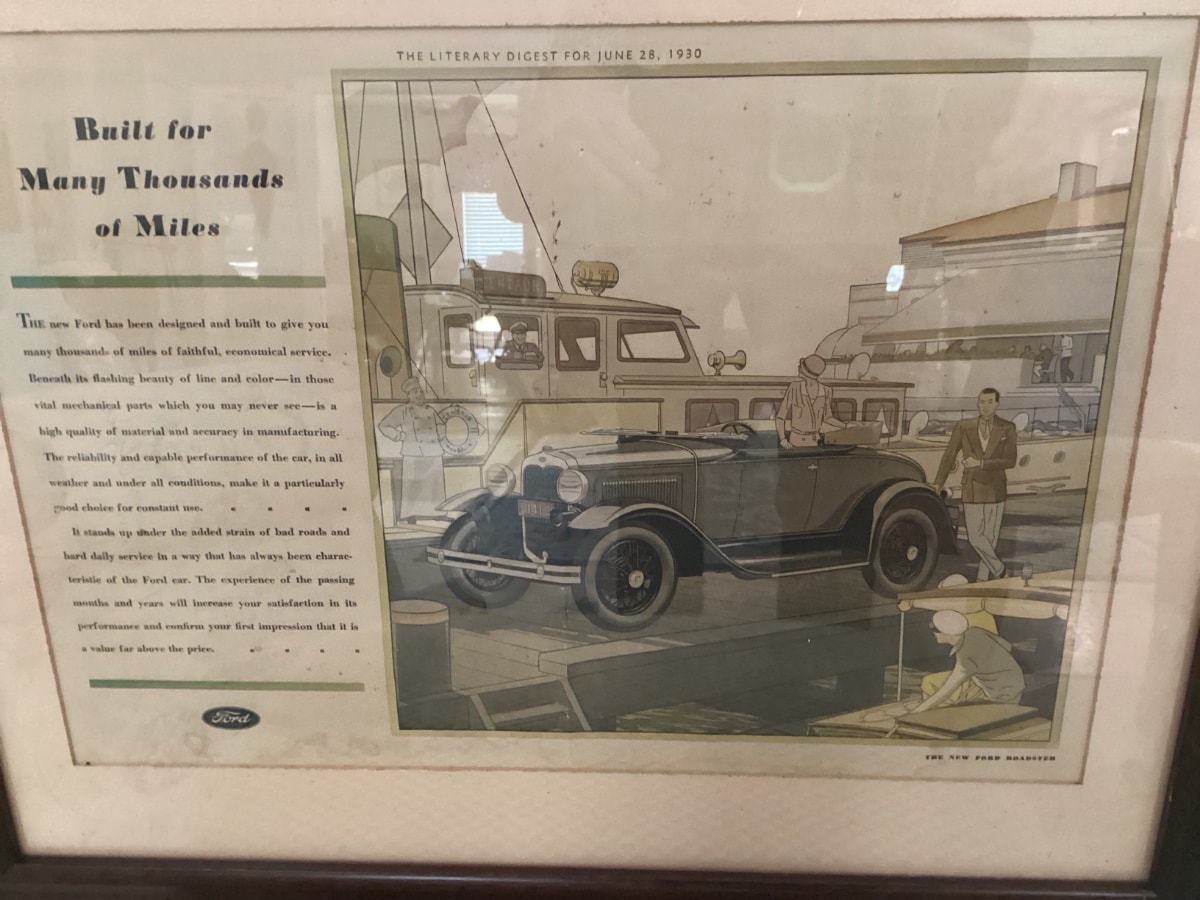 THE LITERARY DIGEST FOR JUNE 28, 1930
Built for
Many Thousands
of Miles
THE new Ford has been designed and built to give you
many thousands of miles of faithful, economical service.
Beneath its flashing beauty of line and color—in those
vital mechanical parts which you may never see—is a
high quality of material and accuracy in manufacturing.
The reliability and capable performance of the car, in all
weather and under all conditions, make it a particularly
good choice for constant use.
It stands up under the added strain of bad roads and
hard daily service in a way that has always been charac-
teristic of the Ford car. The experience of the passing
months and years will increase your satisfaction in its
performance and confirm your first impression that it is
a value far above the price.
Ford
THE NEW FORD ROADSTER